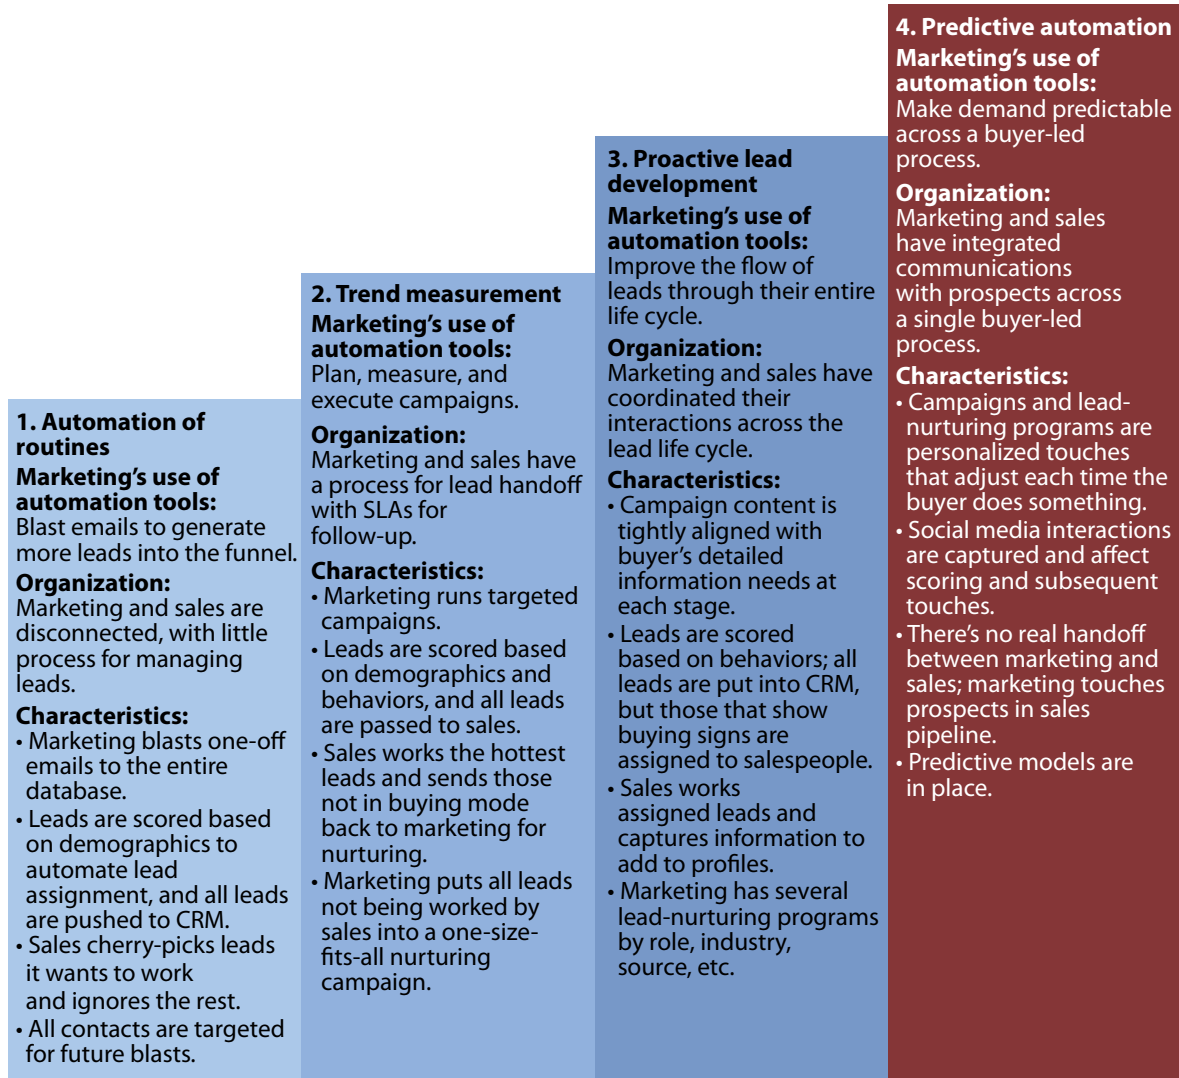 1. Automation of
routines
Marketing's use of
automation tools:
Blast emails to generate
more leads into the funnel.
Organization:
Marketing and sales are
disconnected, with little
process for managing
leads.
Characteristics:
• Marketing blasts one-off
emails to the entire
database.
• Leads are scored based
on demographics to
automate lead
assignment, and all leads
are pushed to CRM.
• Sales cherry-picks leads
it wants to work
and ignores the rest.
• All contacts are targeted
for future blasts.
2. Trend measurement
Marketing's use of
automation tools:
Plan, measure, and
execute campaigns.
Organization:
Marketing and sales have
a process for lead handoff
with SLAs for
follow-up.
Characteristics:
• Marketing runs targeted
campaigns.
• Leads are scored based
on demographics and
behaviors, and all leads
are passed to sales.
• Sales works the hottest
leads and sends those
not in buying mode
back to marketing for
nurturing.
• Marketing puts all leads
not being worked by
sales into a one-size-
fits-all nurturing
campaign.
3. Proactive lead
development
Marketing's use of
automation tools:
Improve the flow of
leads through their entire
life cycle.
Organization:
Marketing and sales have
coordinated their
interactions across the
lead life cycle.
Characteristics:
• Campaign content is
tightly aligned with
buyer's detailed
information needs at
each stage.
• Leads are scored
based on behaviors; all
leads are put into CRM,
but those that show
buying signs are
assigned to salespeople.
• Sales works
assigned leads and
captures information to
add to profiles.
• Marketing has several
lead-nurturing programs
by role, industry,
source, etc.
4. Predictive automation
Marketing's use of
automation tools:
Make demand predictable
across a buyer-led
process.
Organization:
Marketing and sales
have integrated
communications
with prospects across
a single buyer-led
process.
Characteristics:
• Campaigns and lead-
nurturing programs are
personalized touches
that adjust each time the
buyer does something.
• Social media interactions
are captured and affect
scoring and subsequent
touches.
• There's no real handoff
between marketing and
sales; marketing touches
prospects in sales
pipeline.
• Predictive models are
in place.